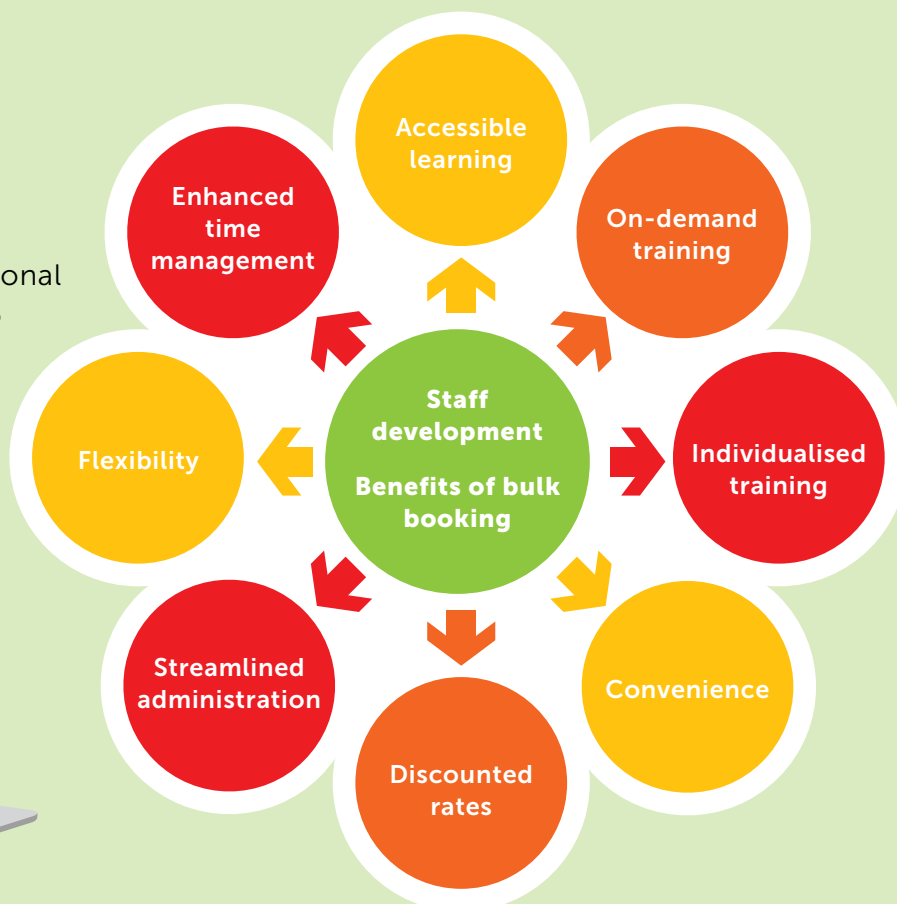 Accessible
learning
On-demand
training
Individualised
training
Convenience
Discounted
rates
Streamlined
administration
Flexibility
Enhanced
time
management
Staff
development
Benefits of bulk
booking